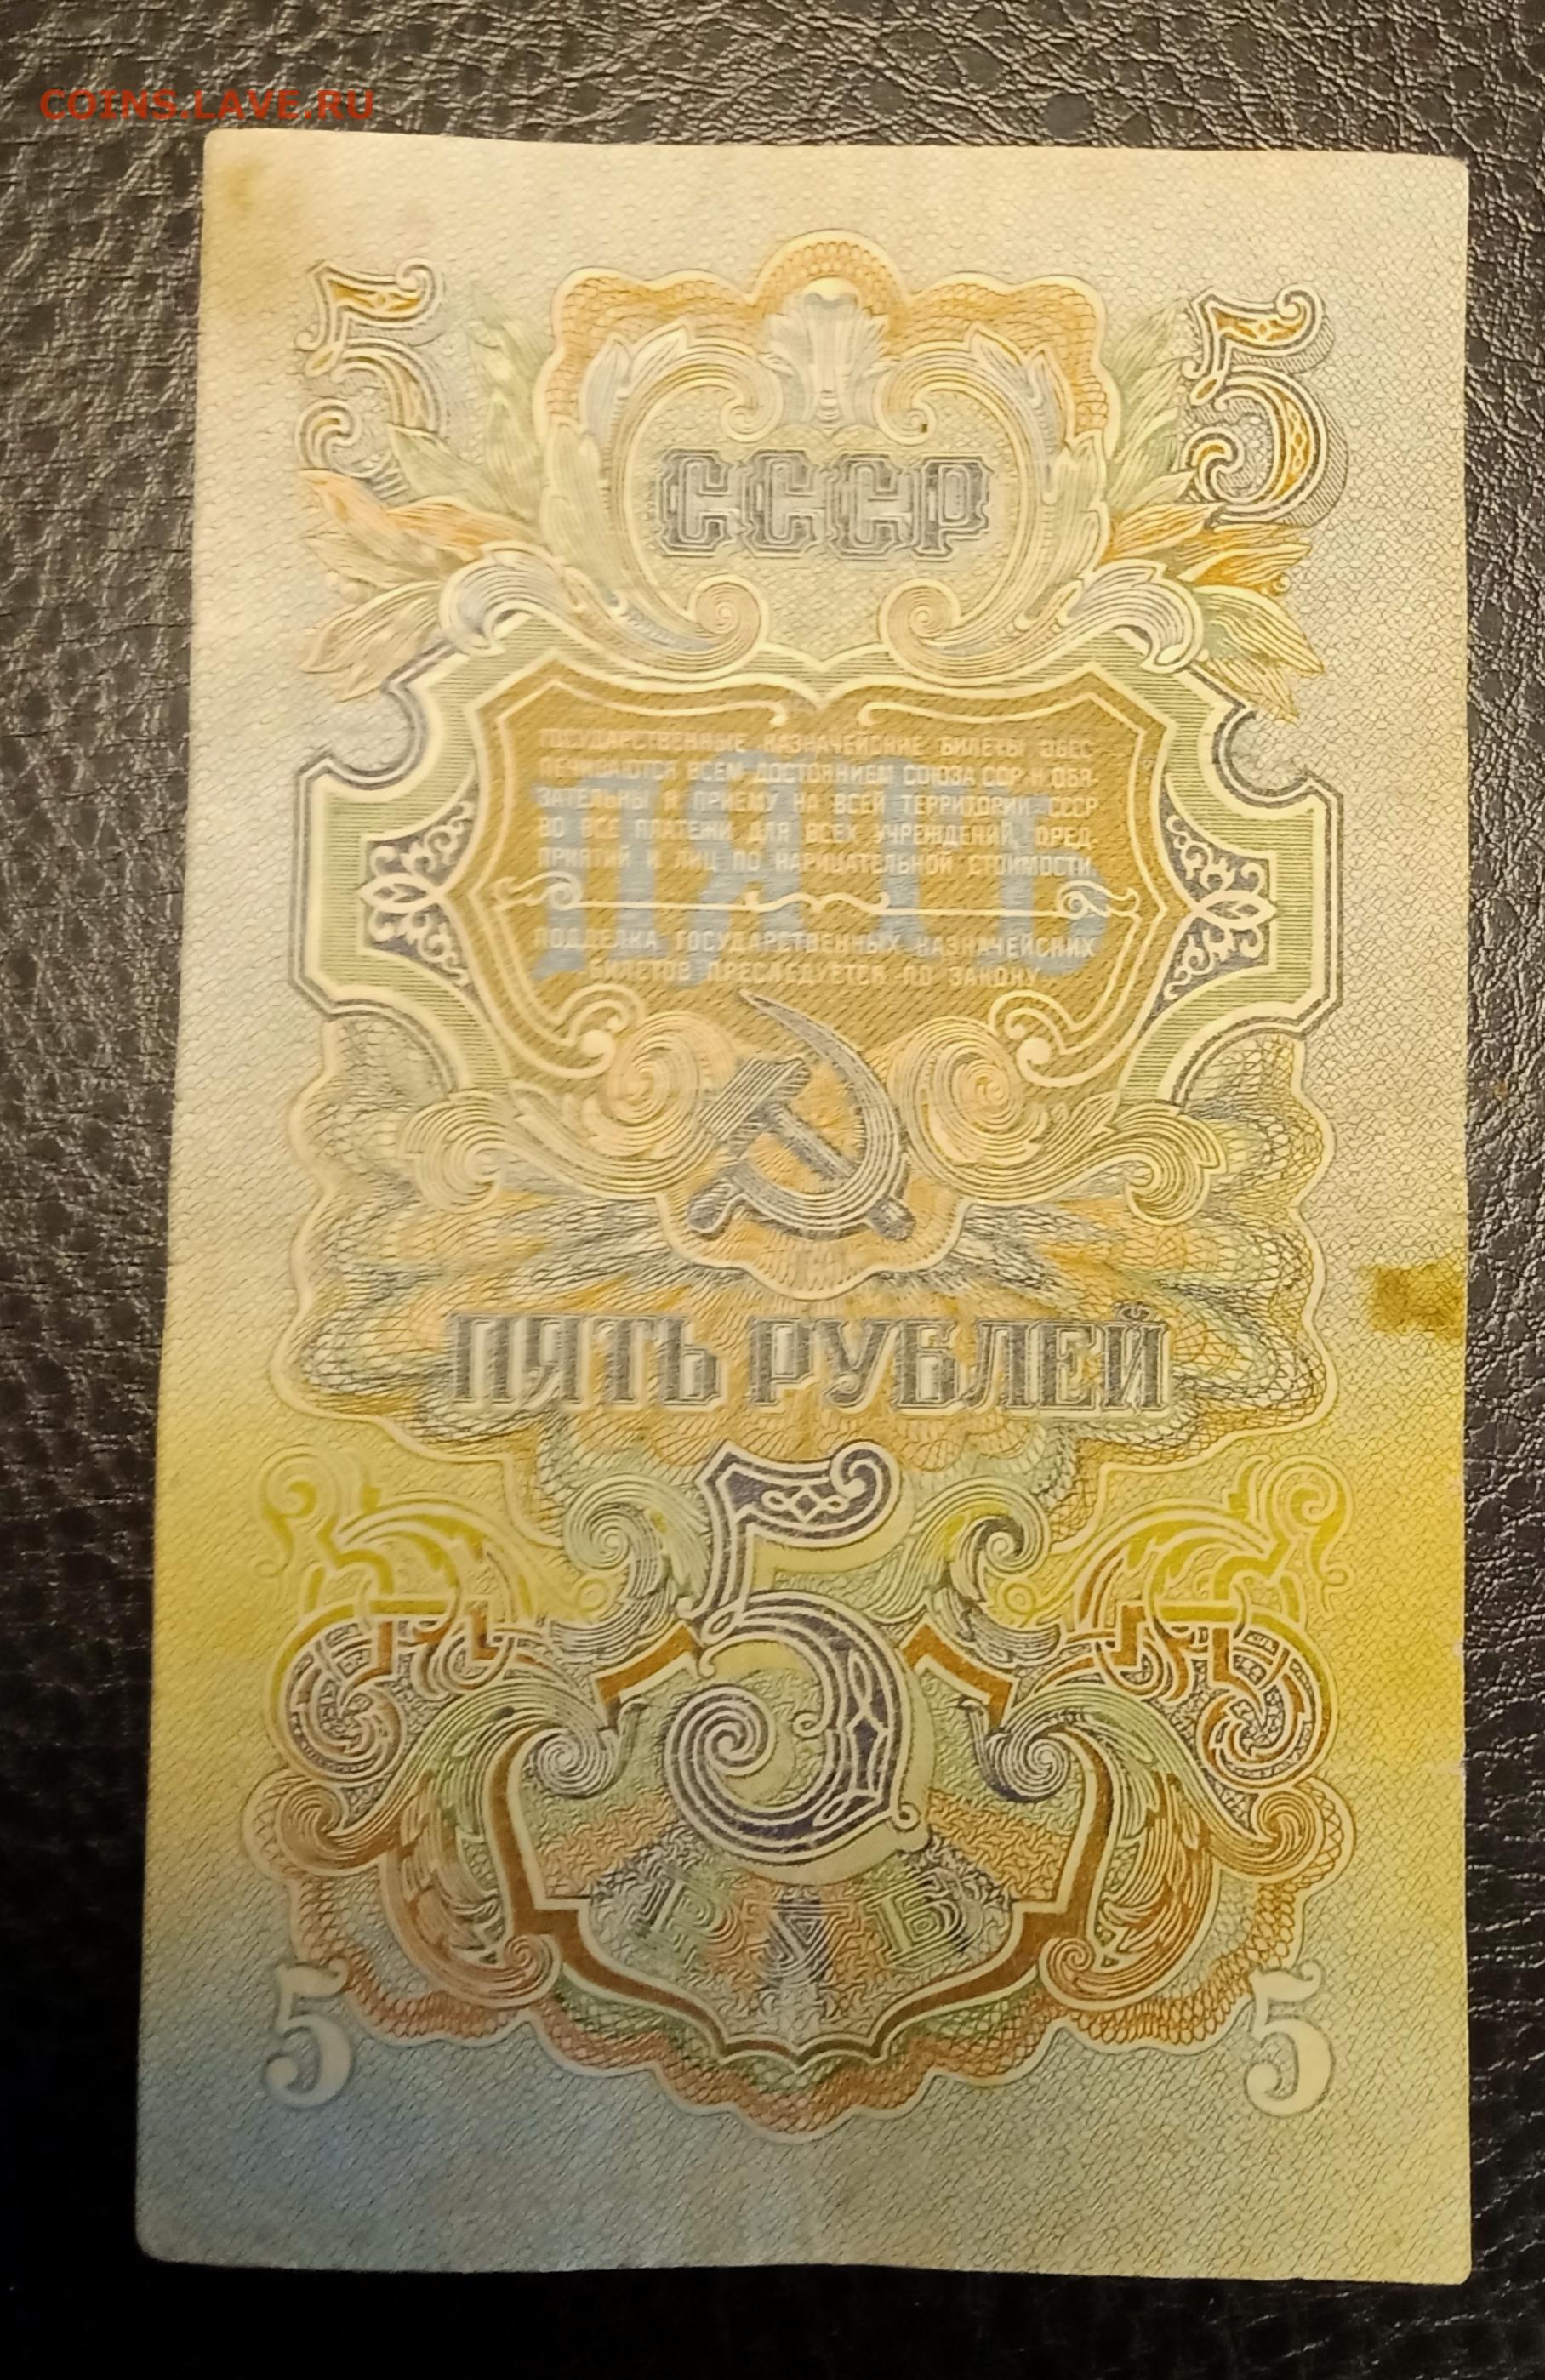 COINS.LAVE.RU
5 5
СССР
ПЯТЬ
ГОСУДАРСТВЕННЫЕ КАЗНАЧЕЙСКИЕ БИЛЕТЫ ОБЕС-
ПЕЧИВАЮТСЯ ВСЕМ ДОСТОЯНИЕМ СОЮЗА ССР И ОБЯ-
ЗАТЕЛЬНЫ К ПРИЕМУ НА ВСЕЙ ТЕРРИТОРИИ СССР
ВО ВСЕ ПЛАТЕЖИ ДЛЯ ВСЕХ УЧРЕЖДЕНИЙ, ПРЕД-
ПРИЯТИЙ И ЛИЦ ПО НАРИЦАТЕЛЬНОЙ СТОИМОСТИ.
ПОДДЕЛКА ГОСУДАРСТВЕННЫХ КАЗНАЧЕЙСКИХ
БИЛЕТОВ ПРЕСЛЕДУЕТСЯ ПО ЗАКОНУ.
ПЯТЬ РУБЛЕЙ
5
РУБ
5 5